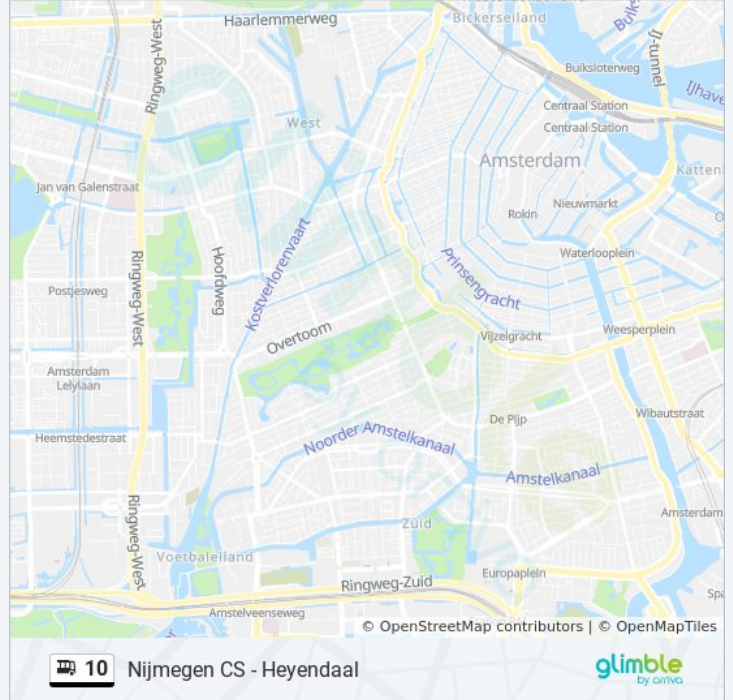 Haarlemmerweg
Bickerseiland
Buiks
IJ-tunnel
Ringweg-West
Buiksloterweg
IJhave
Centraal Station
West
Centraal Station
Amsterdam
Katten
Jan van Galenstraat
Nieuwmarkt
Rokin
O
Kostverlorenvaart
Hoofdweg
Waterlooplein
Prinsengracht
Ringweg-West
Postjesweg
Overtoom
Vijzelgracht
Weesperplein
Amsterdam
Lelylaan
Wibautstraat
De Pijp
Heemstedestraat
Noorder Amstelkanaal
Amstelkanaal
Ringweg-West
Amsterdam
Zuid
Voetbaleiland
Europaplein
Ringweg-Zuid
Spa
Amstelveenseweg
© OpenStreetMap contributors | © OpenMapTiles
10 Nijmegen CS - Heyendaal
glimble
by arriva